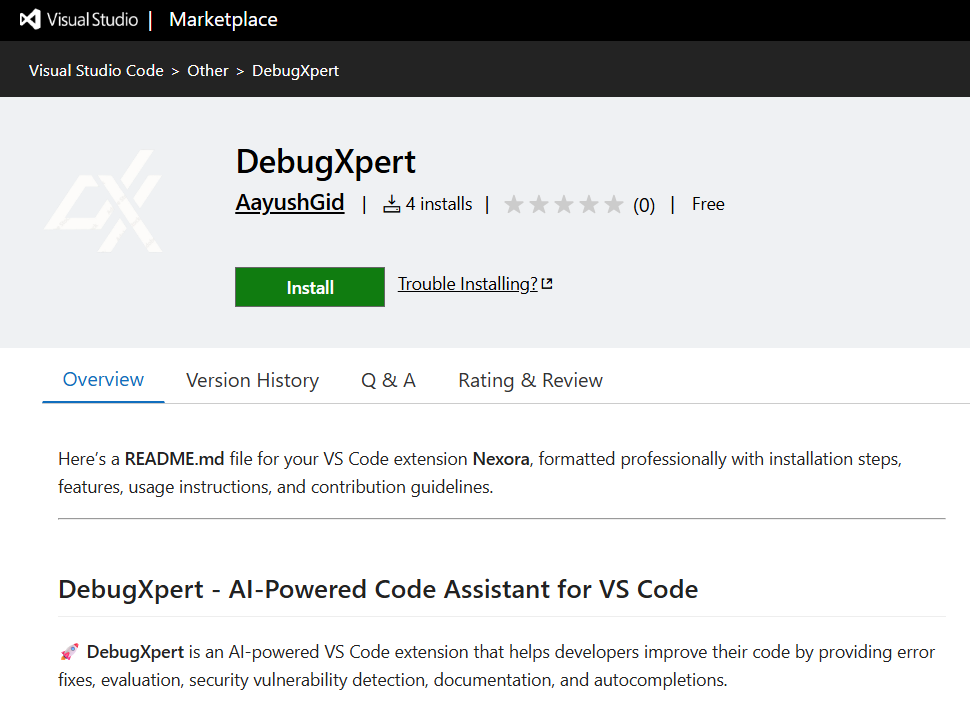 Visual Studio | Marketplace
Visual Studio Code > Other > DebugXpert
DebugXpert
AayushGid | 4 installs | (0) | Free
Install Trouble Installing?
Overview Version History Q & A Rating & Review
Here’s a README.md file for your VS Code extension Nexora, formatted professionally with installation steps,
features, usage instructions, and contribution guidelines.
DebugXpert - AI-Powered Code Assistant for VS Code
🚀 DebugXpert is an AI-powered VS Code extension that helps developers improve their code by providing error
fixes, evaluation, security vulnerability detection, documentation, and autocompletions.